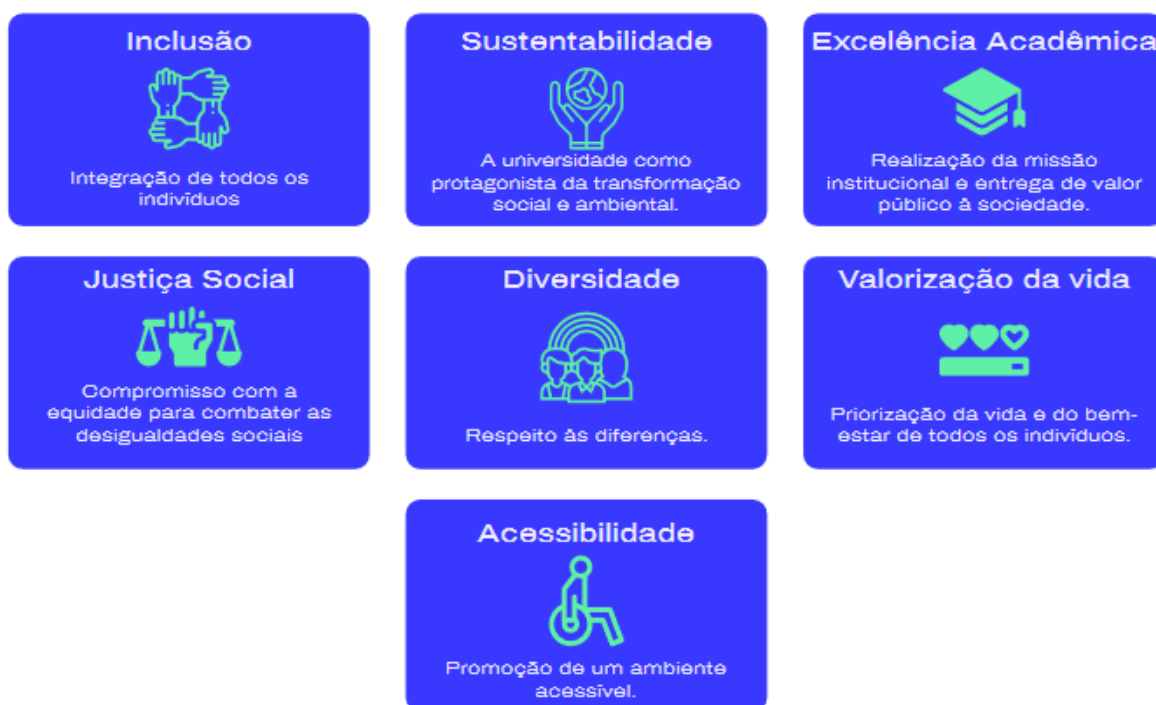 Inclusão
Integração de todos os
indivíduos
Sustentabilidade
A universidade como
protagonista da transformação
social e ambiental.
Excelência Acadêmica
Realização da missão
institucional e entrega de valor
público à sociedade.
Justiça Social
Compromisso com a
equidade para combater as
desigualdades sociais
Diversidade
Respeito às diferenças.
Valorização da vida
Priorização da vida e do bem-
estar de todos os indivíduos.
Acessibilidade
Promoção de um ambiente
acessível.